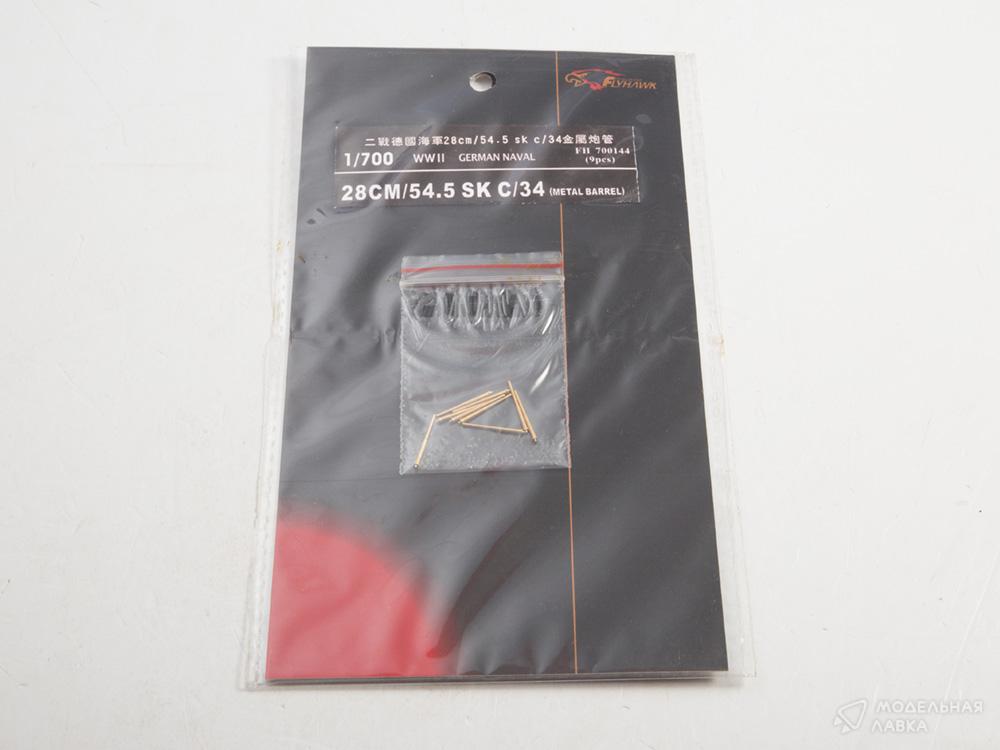 FLYHAWK
二戰德國海軍28cm/54.5 sk c/34金屬炮管
1/700 WWII GERMAN NAVAL FH 700144
(9pcs)
28CM/54.5 SK C/34 (METAL BARREL)
МОДЕЛЬНАЯ
ЛАВКА